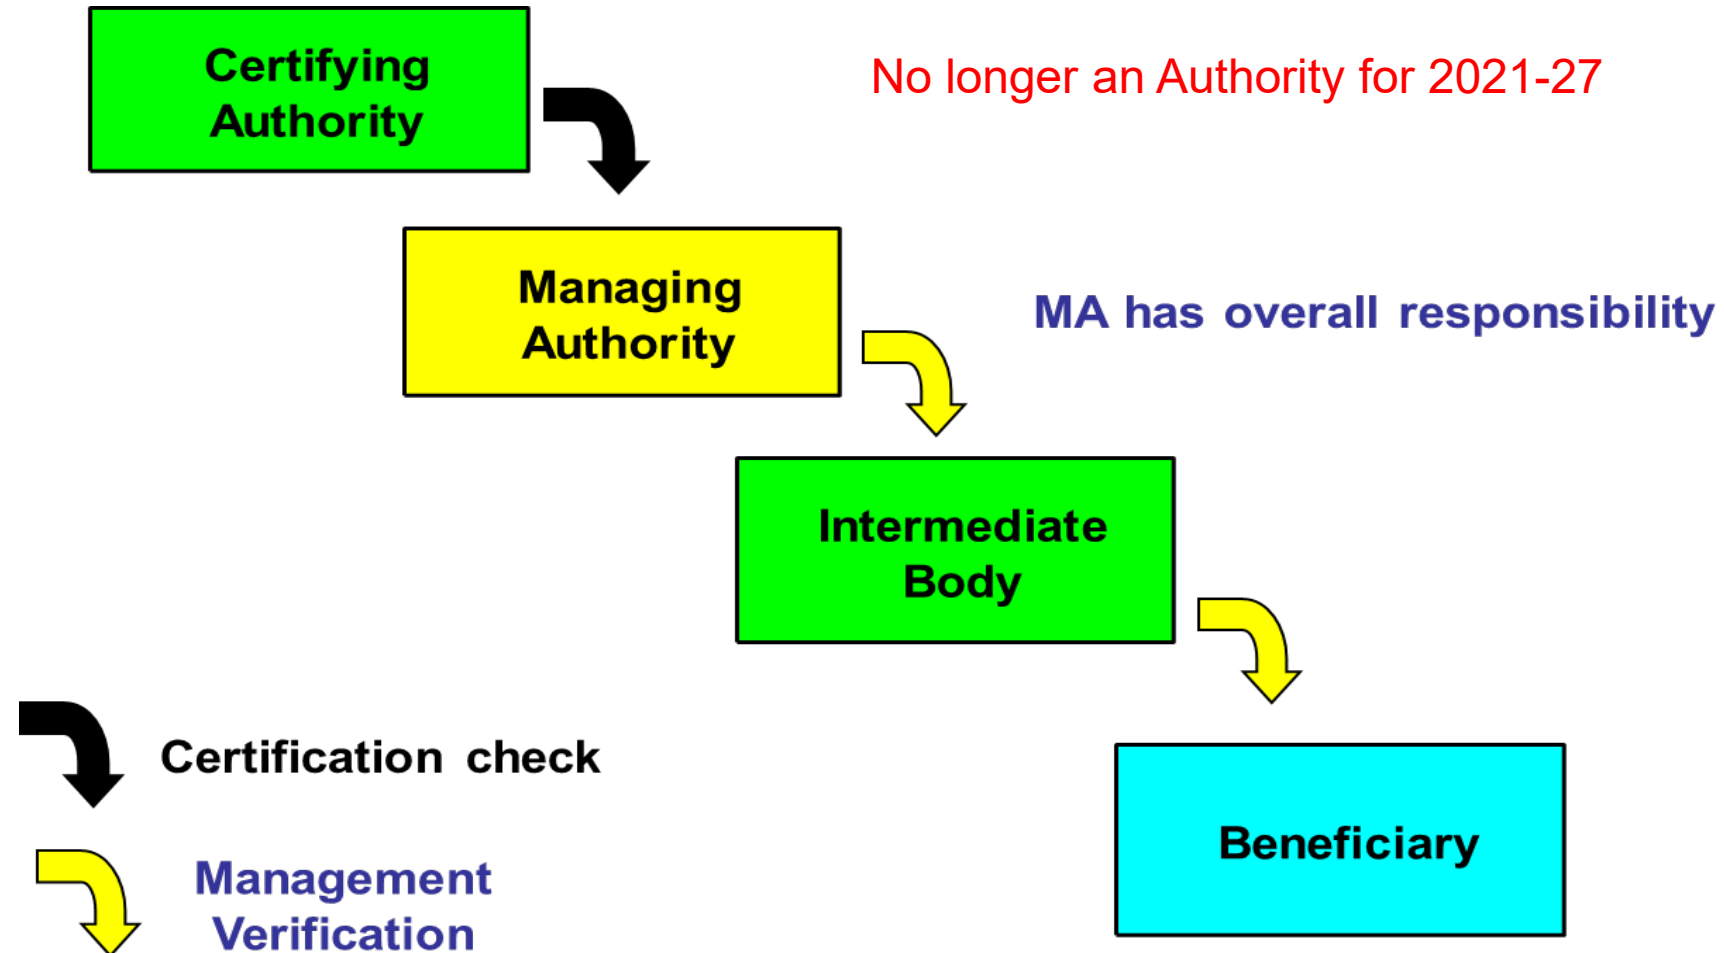 Certifying
Authority
No longer an Authority for 2021-27
Managing
Authority
MA has overall responsibility
Intermediate
Body
Certification check
Beneficiary
Management
Verification